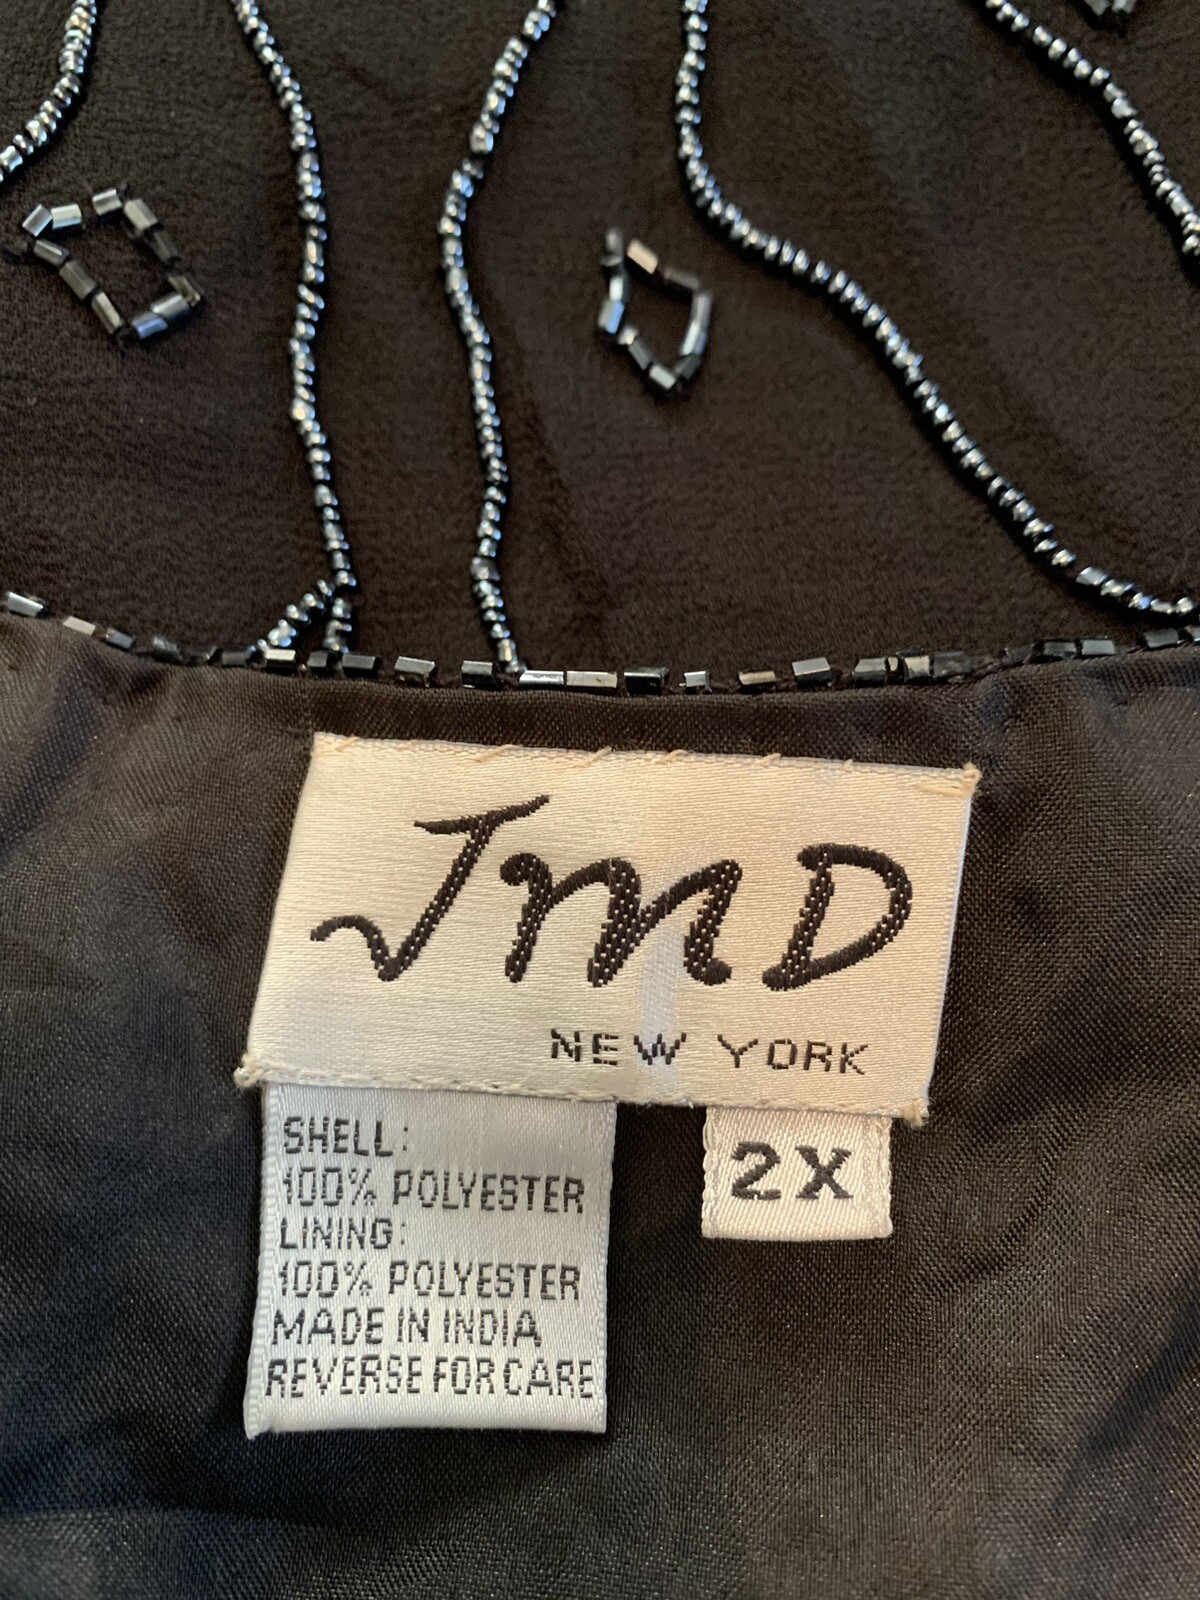 JmD
NEW YORK
2X
SHELL:
100% POLYESTER
LINING:
100% POLYESTER
MADE IN INDIA
REVERSE FOR CARE